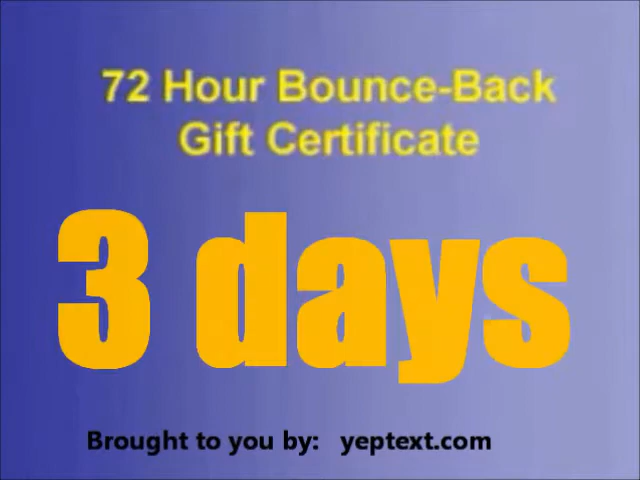 72 Hour Bounce-Back
Gift Certificate
3 days
Brought to you by: yeptext.com